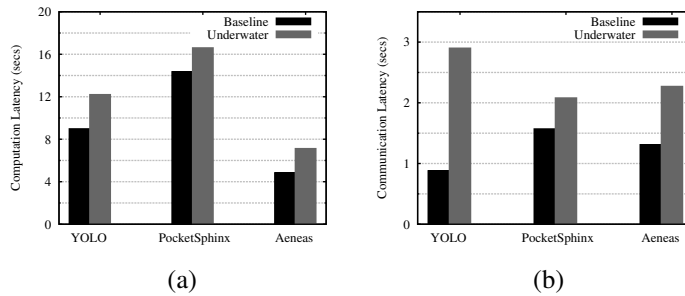 Baseline
Underwater
Computation Latency (secs)
20
16
12
8
4
0
YOLO PocketSphinx Aeneas
(a)
Baseline
Underwater
Communication Latency (secs)
3
2
1
0
YOLO PocketSphinx Aeneas
(b)